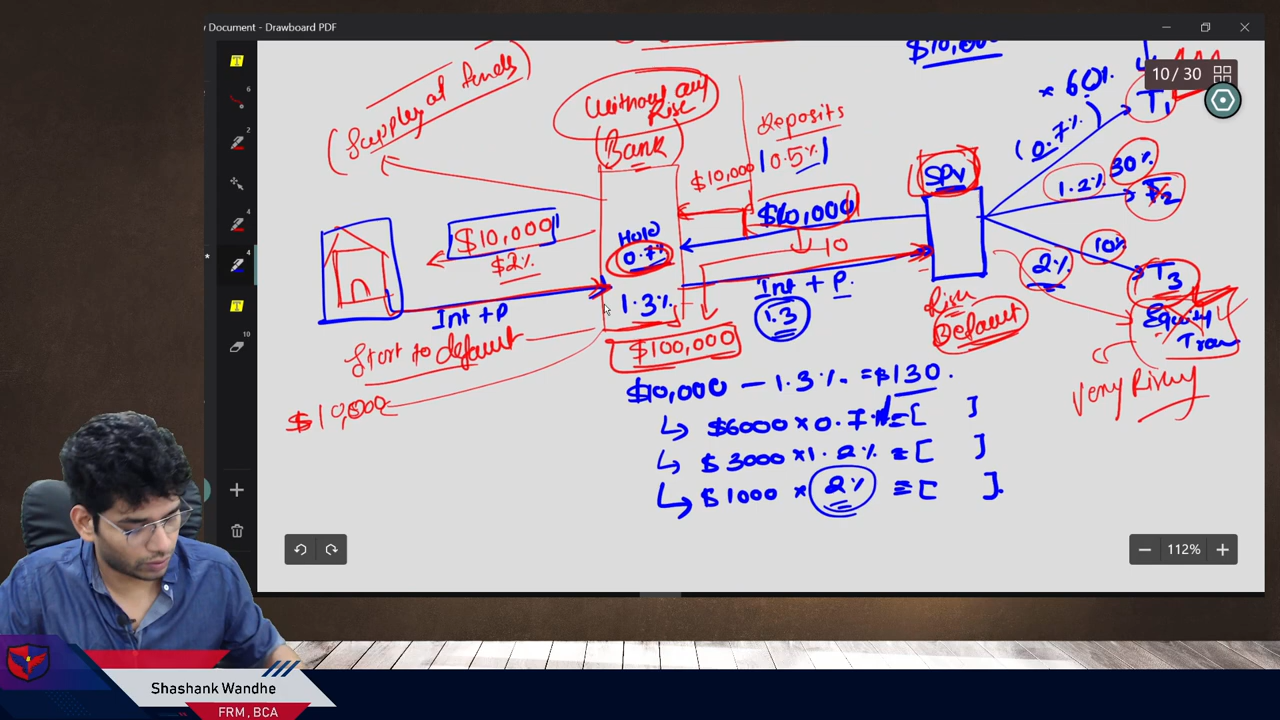 Document - Drawboard PDF
$10,000
10 / 30
× 60%
T1
(0.7%)
(Supply of funds)
Without any
Rise
Bank
Deposits
(0.5%)
$10,000
SPV
1.2%
30%
T2
$10,000
$2%
Hold
0.7%
$10,000
10
10%
T3
2%
Int + P
1.3%
Int + P.
1.3
Risk
Default
Equity
Tran
Start to default
$100,000
Very Risky
$10,000
$10,000 – 1.3% = $130.
↳ $6000 × 0.7% = [ ]
↳ $3000 × 1.2% = [ ]
↳ $1000 × 2% = [ ].
112%
Shashank Wandhe
FRM, BCA